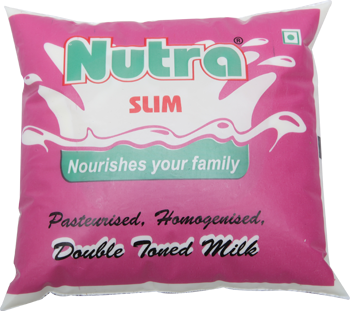 Nutra®
SLIM
Nourishes your family
Pasteurised, Homogenised,
Double Toned Milk